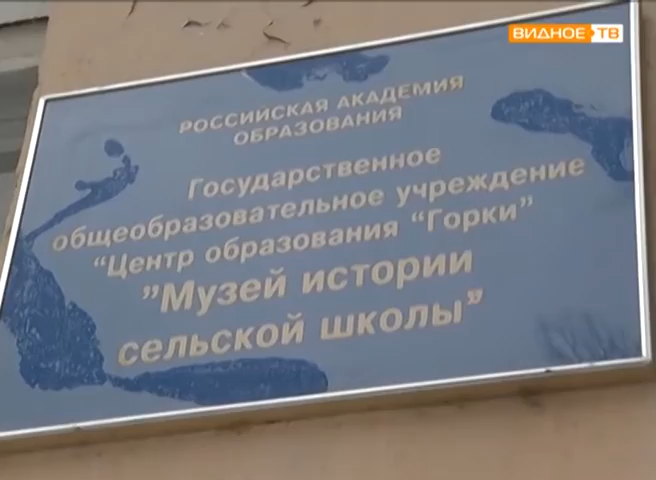 ВИДНОЕ ТВ
РОССИЙСКАЯ АКАДЕМИЯ
ОБРАЗОВАНИЯ
Государственное
общеобразовательное учреждение
"Центр образования "Горки"
"Музей истории
сельской школы"